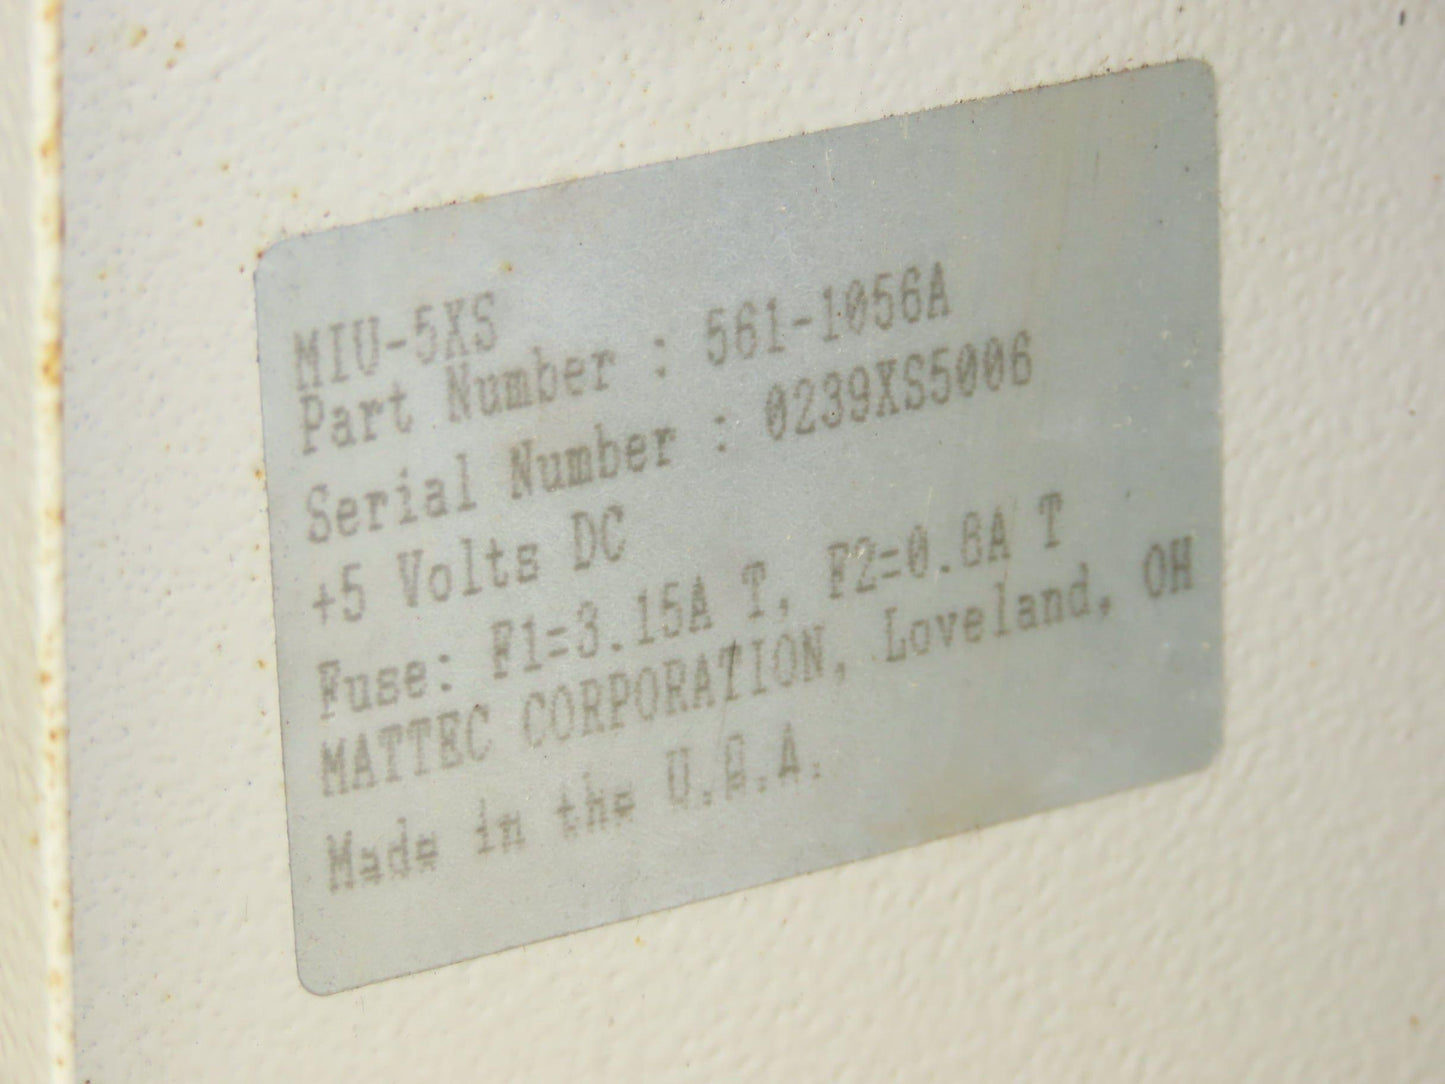 MIU-5XS
Part Number : 561-1056A
Serial Number : 0239XS5006
+5 Volts DC
Fuse: F1=3.15A T, F2=0.8A T
MATTEC CORPORATION, Loveland, OH
Made in the U.S.A.